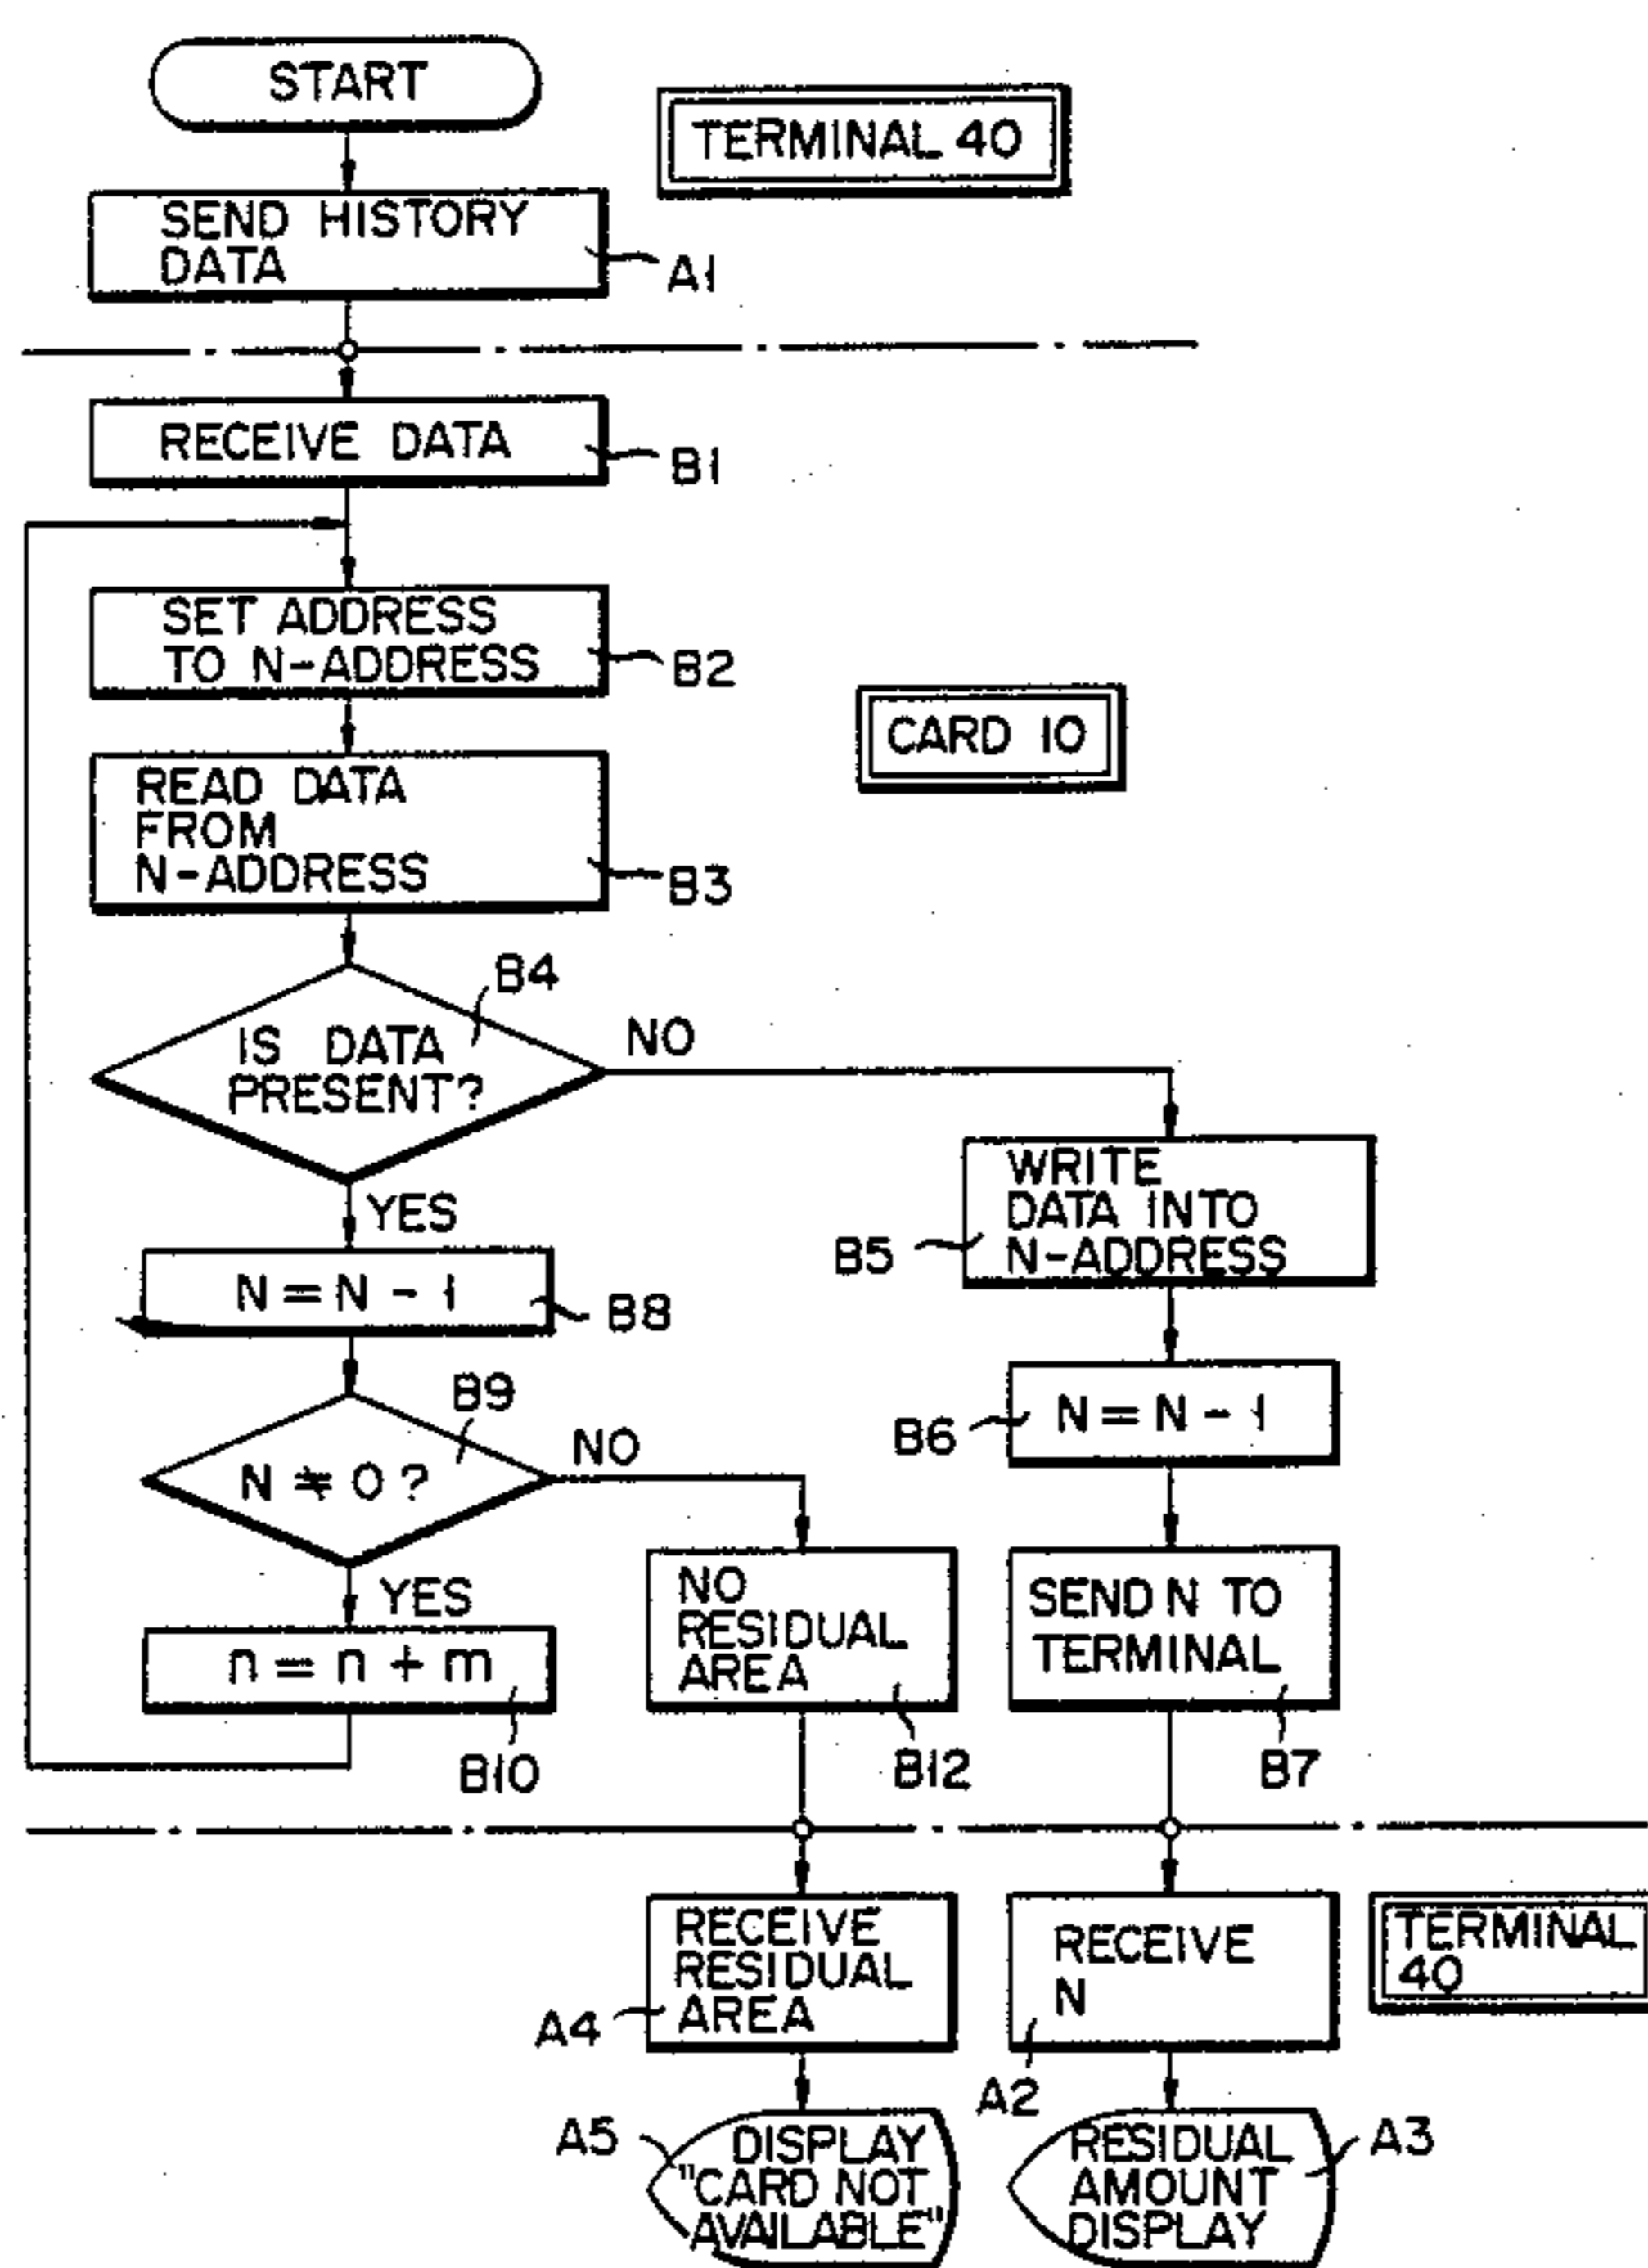 START
TERMINAL 40
SEND HISTORY
DATA
A1
RECEIVE DATA
B1
SET ADDRESS
TO N-ADDRESS
B2
CARD 10
READ DATA
FROM
N-ADDRESS
B3
B4
IS DATA
PRESENT?
NO
YES
WRITE
DATA INTO
N-ADDRESS
B5
N = N - 1
B8
B9
N ≠ 0 ?
NO
N = N - 1
B6
YES
n = n + m
B10
NO
RESIDUAL
AREA
B12
SEND N TO
TERMINAL
B7
RECEIVE
RESIDUAL
AREA
A4
RECEIVE
N
A2
TERMINAL
40
A5
DISPLAY
"CARD NOT
AVAILABLE"
RESIDUAL
AMOUNT
DISPLAY
A3